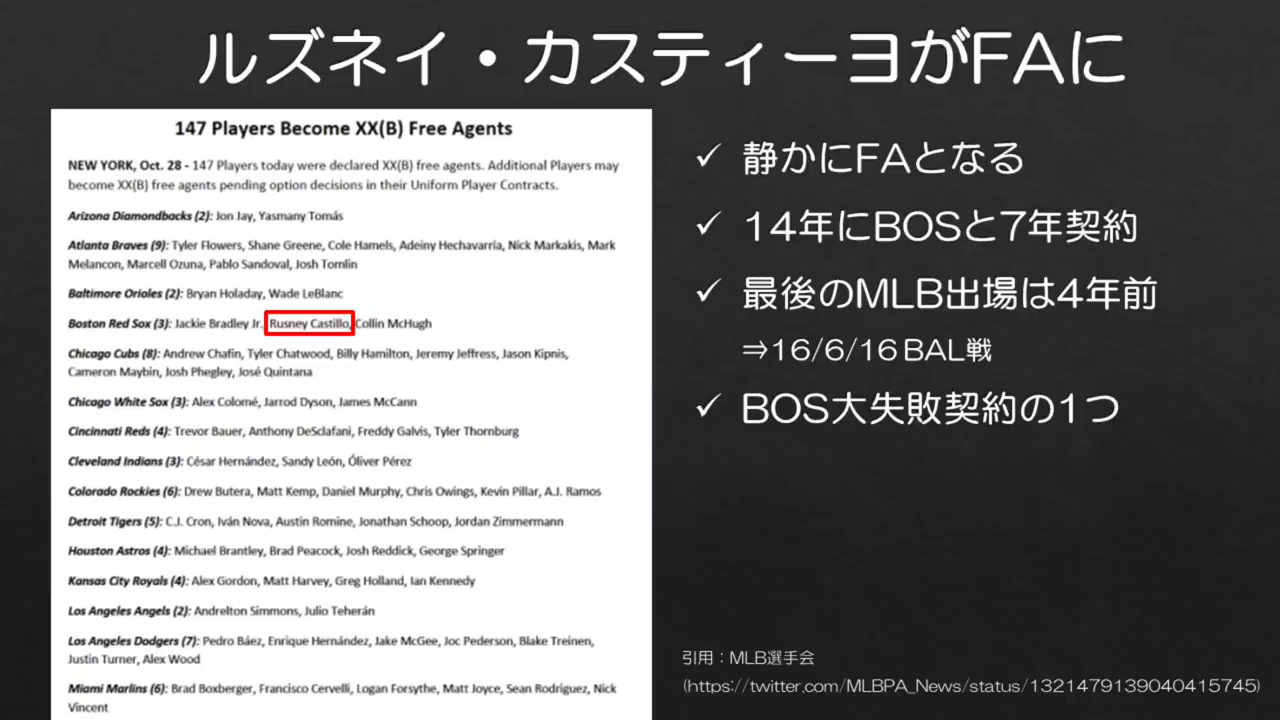 ルズネイ・カスティーヨがFAに
147 Players Become XX(B) Free Agents
NEW YORK, Oct. 28 - 147 Players today were declared XX(B) free agents. Additional Players may
become XX(B) free agents pending option decisions in their Uniform Player Contracts.
Arizona Diamondbacks (2): Jon Jay, Yasmany Tomás
Atlanta Braves (9): Tyler Flowers, Shane Greene, Cole Hamels, Adeiny Hechavarría, Nick Markakis, Mark
Melancon, Marcell Ozuna, Pablo Sandoval, Josh Tomlin
Baltimore Orioles (2): Bryan Holaday, Wade LeBlanc
Boston Red Sox (3): Jackie Bradley Jr. Rusney Castillo, Collin McHugh
Chicago Cubs (8): Andrew Chafin, Tyler Chatwood, Billy Hamilton, Jeremy Jeffress, Jason Kipnis,
Cameron Maybin, Josh Phegley, José Quintana
Chicago White Sox (3): Alex Colomé, Jarrod Dyson, James McCann
Cincinnati Reds (4): Trevor Bauer, Anthony DeSclafani, Freddy Galvis, Tyler Thornburg
Cleveland Indians (3): César Hernández, Sandy León, Óliver Pérez
Colorado Rockies (6): Drew Butera, Matt Kemp, Daniel Murphy, Chris Owings, Kevin Pillar, A.J. Ramos
Detroit Tigers (5): C.J. Cron, Iván Nova, Austin Romine, Jonathan Schoop, Jordan Zimmermann
Houston Astros (4): Michael Brantley, Brad Peacock, Josh Reddick, George Springer
Kansas City Royals (4): Alex Gordon, Matt Harvey, Greg Holland, Ian Kennedy
Los Angeles Angels (2): Andrelton Simmons, Julio Teherán
Los Angeles Dodgers (7): Pedro Báez, Enrique Hernández, Jake McGee, Joc Pederson, Blake Treinen,
Justin Turner, Alex Wood
Miami Marlins (6): Brad Boxberger, Francisco Cervelli, Logan Forsythe, Matt Joyce, Sean Rodriguez, Nick
Vincent
✓ 静かにFAとなる
✓ 14年にBOSと7年契約
✓ 最後のMLB出場は4年前
⇒16/6/16 BAL戦
✓ BOS大失敗契約の1つ
引用：MLB選手会
(https://twitter.com/MLBPA_News/status/1321479139040415745)